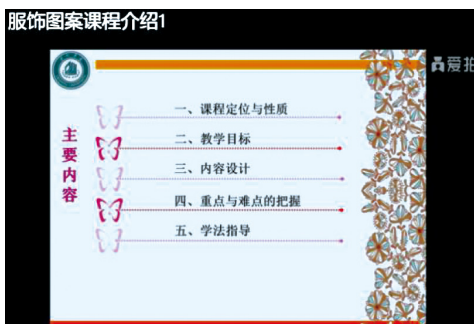 服饰图案课程介绍1
爱拍
主要内容
一、课程定位与性质
二、教学目标
三、内容设计
四、重点与难点的把握
五、学法指导